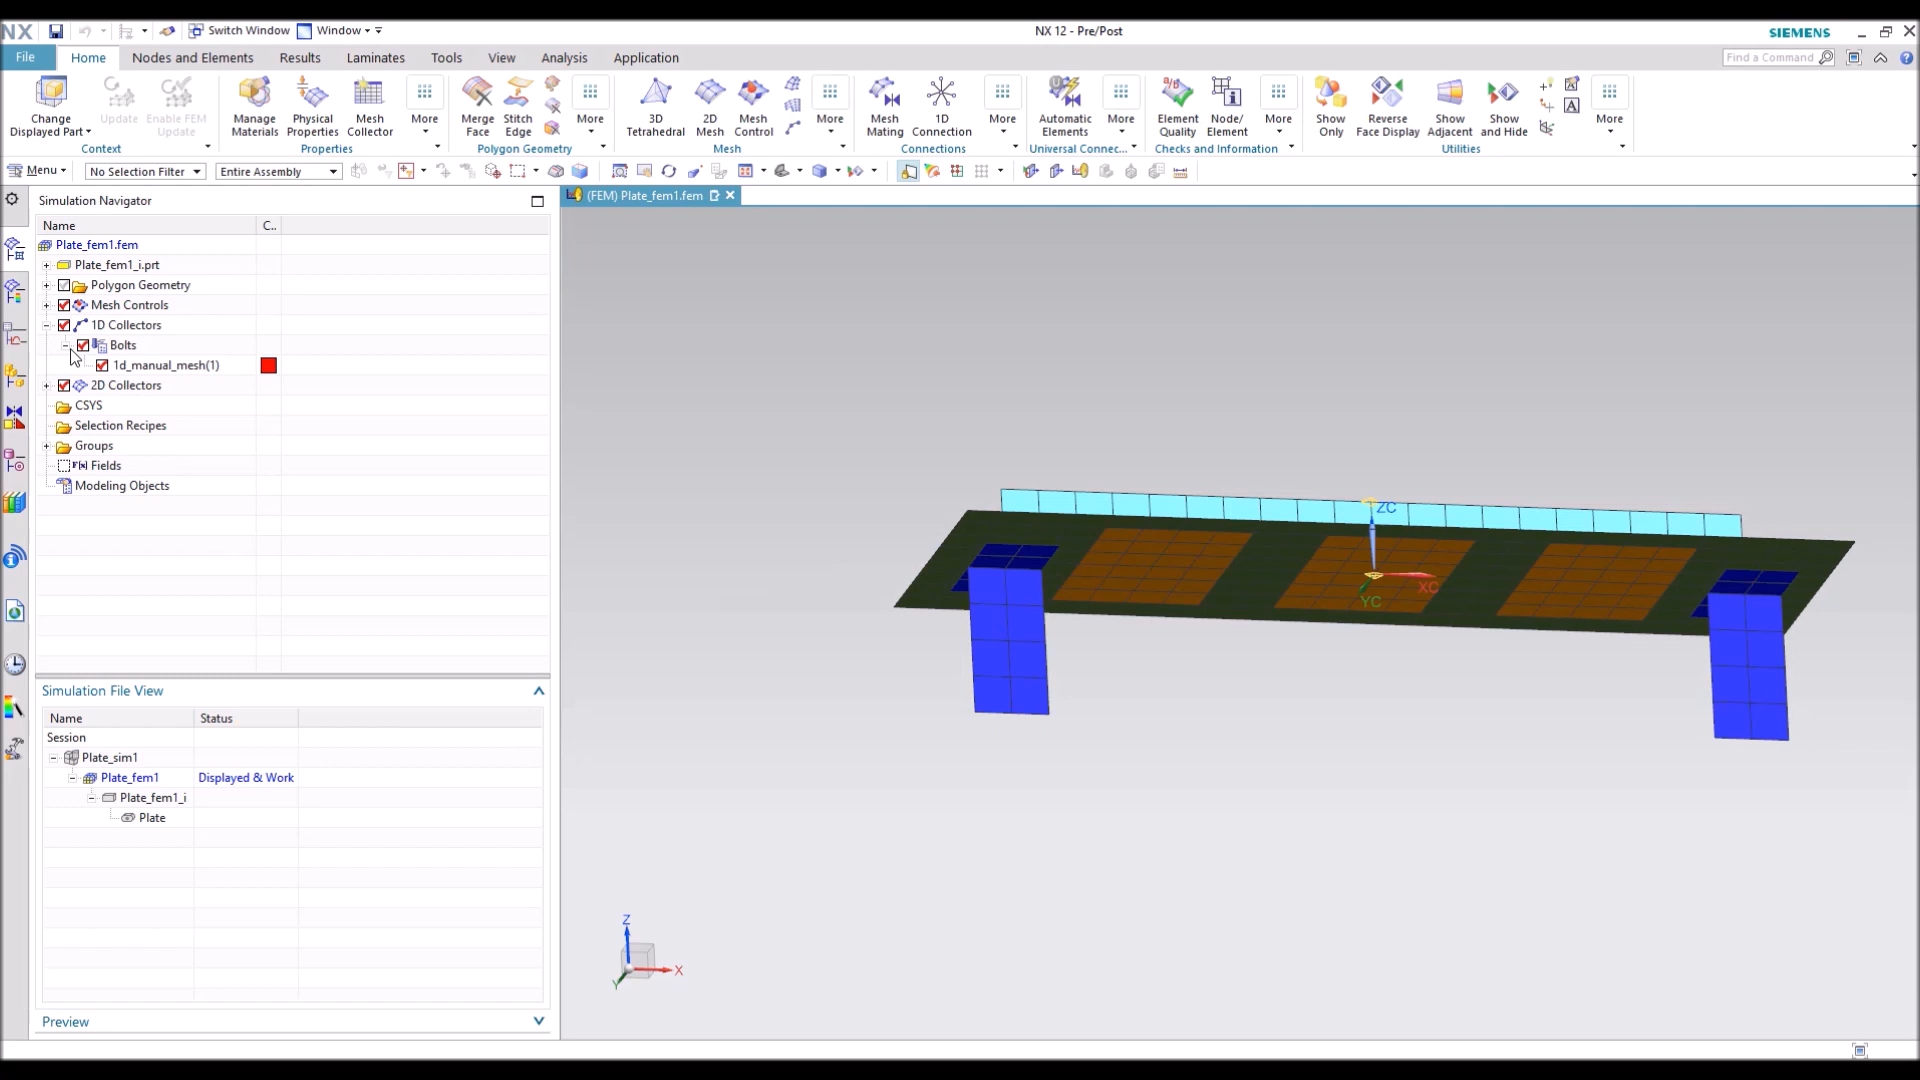 NX Switch Window Window NX 12 - Pre/Post SIEMENS
File Home Nodes and Elements Results Laminates Tools View Analysis Application Find a Command
Change Displayed Part
Update
Enable FEM Update
Manage Materials
Physical Properties
Mesh Collector
More
Merge Face
Stitch Edge
More
3D Tetrahedral
2D Mesh
Mesh Control
More
Mesh Mating
1D Connection
More
Automatic Elements
More
Element Quality
Node/ Element
More
Show Only
Reverse Face Display
Show Adjacent
Show and Hide
More
Context Properties Polygon Geometry Mesh Connections Universal Connec... Checks and Information Utilities
Menu No Selection Filter Entire Assembly
Simulation Navigator
(FEM) Plate_fem1.fem
Name C..
Plate_fem1.fem
Plate_fem1_i.prt
Polygon Geometry
Mesh Controls
1D Collectors
Bolts
1d_manual_mesh(1)
2D Collectors
CSYS
Selection Recipes
Groups
Fields
Modeling Objects
ZC
XC
YC
Simulation File View
Name Status
Session
Plate_sim1
Plate_fem1 Displayed & Work
Plate_fem1_i
Plate
Z
X
Y
Preview